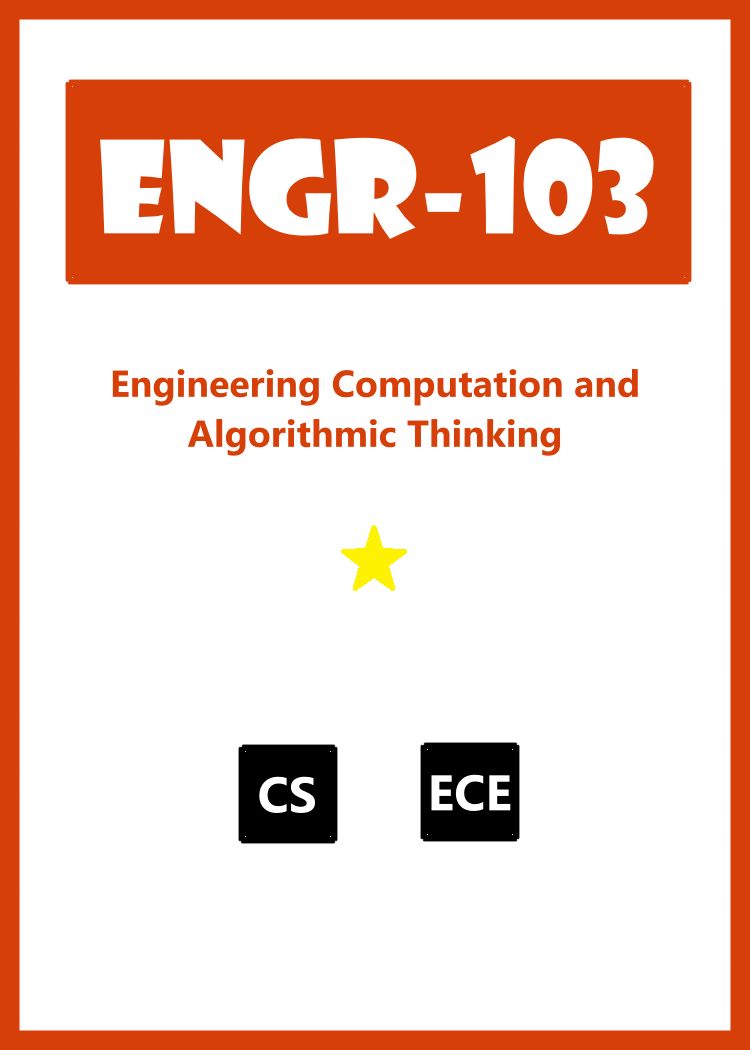 ENGR-103
Engineering Computation and
Algorithmic Thinking
CS
ECE